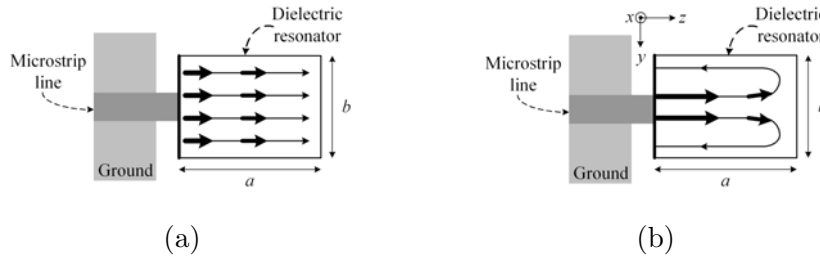 Dielectric
resonator
Microstrip
line
b
Ground
a
(a)
x
z
y
Dielectric
resonator
Microstrip
line
Ground
a
(b)